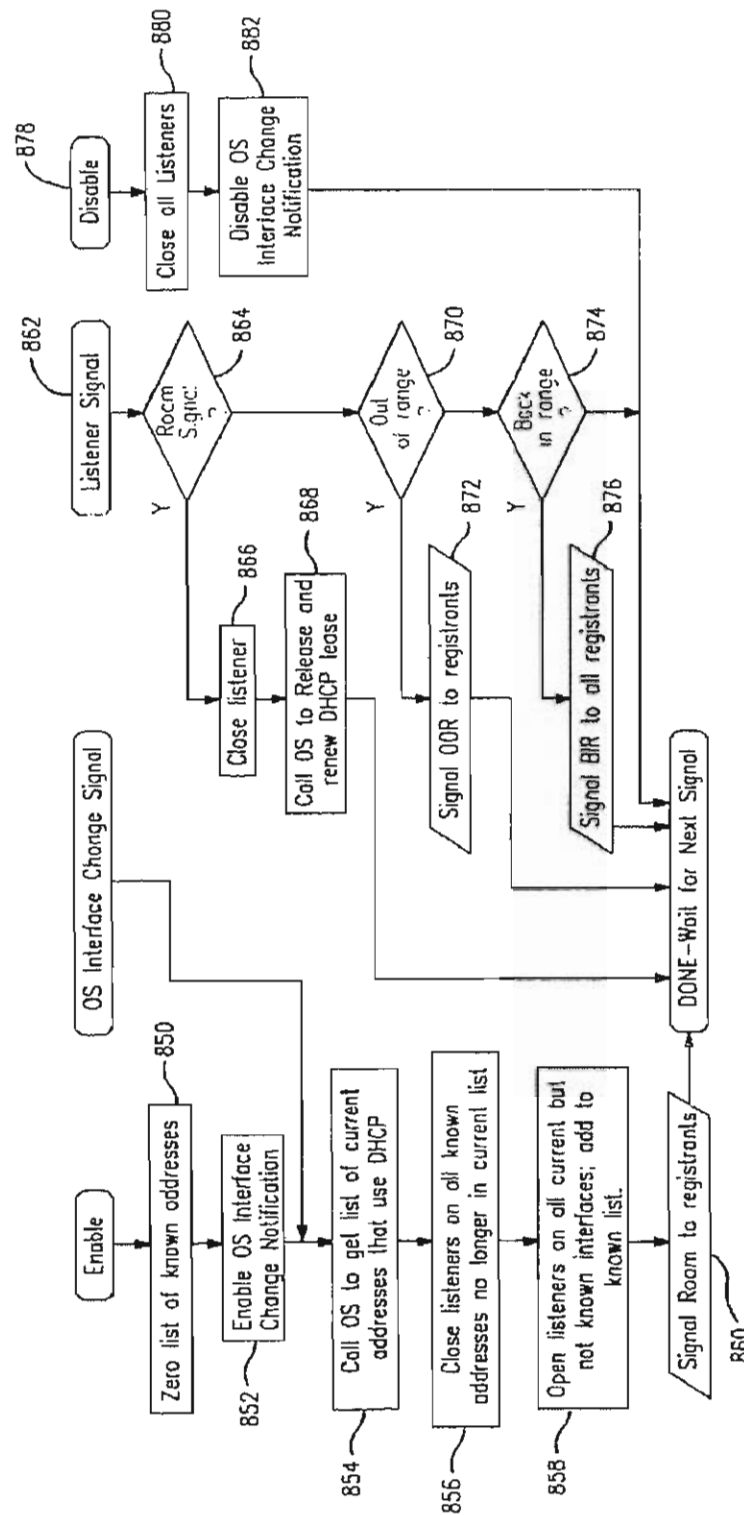 Enable
850
Zero list of known addresses
Enable OS Interface
Change Notification
852
OS Interface Change Signal
Call OS to get list of current
addresses that use DHCP
854
Close listeners on all known
addresses no longer in current list
856
Open listeners on all current but
not known interfaces; add to
known list.
858
Signal Room to registrants
860
Listener Signal
862
Roam
Signal
?
864
Y
Close listener
866
Call OS to Release and
renew DHCP lease
868
Out
of range
?
870
Y
Signal OOR to registrants
872
Back
in range
?
874
Y
Signal BIR to all registrants
876
Disable
878
Close all Listeners
880
Disable OS
Interface Change
Notification
882
DONE-Wait for Next Signal